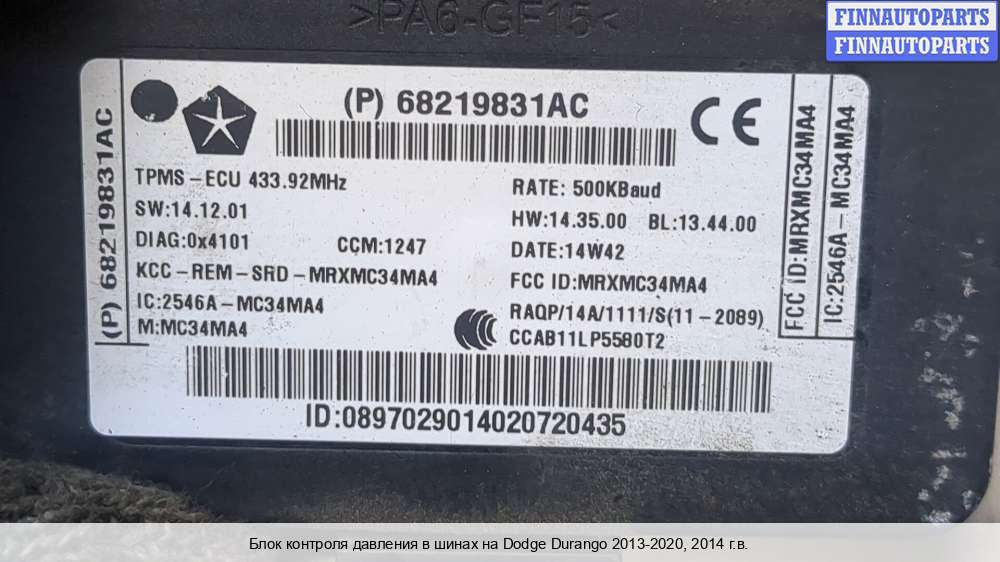 >PA6-GF15<
FINNAUTOPARTS
FINNAUTOPARTS
(P) 68219831AC
(P) 68219831AC
CE
TPMS-ECU 433.92MHz
RATE: 500KBaud
SW:14.12.01
HW:14.35.00 BL:13.44.00
DIAG:0x4101 CCM:1247
DATE:14W42
KCC-REM-SRD-MRXMC34MA4
FCC ID:MRXMC34MA4
IC:2546A-MC34MA4
RAQP/14A/1111/S(11-2089)
M:MC34MA4
CCAB11LP5580T2
FCC ID:MRXMC34MA4
IC:2546A-MC34MA4
ID:0897029014020720435
Блок контроля давления в шинах на Dodge Durango 2013-2020, 2014 г.в.